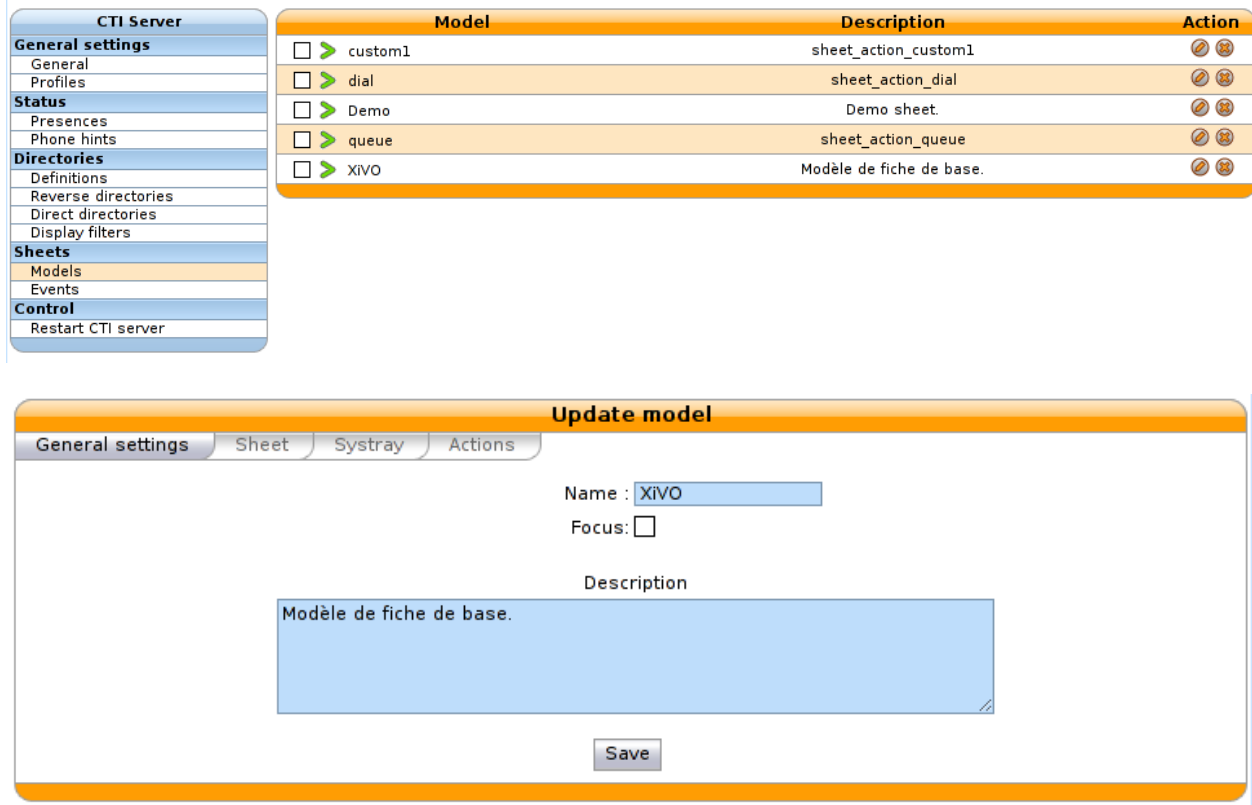 CTI Server
General settings
General
Profiles
Status
Presences
Phone hints
Directories
Definitions
Reverse directories
Direct directories
Display filters
Sheets
Models
Events
Control
Restart CTI server
Model Description Action
custom1 sheet_action_custom1
dial sheet_action_dial
Demo Demo sheet.
queue sheet_action_queue
XiVO Modèle de fiche de base.
Update model
General settings Sheet Systray Actions
Name : XiVO
Focus:
Description
Modèle de fiche de base.
Save